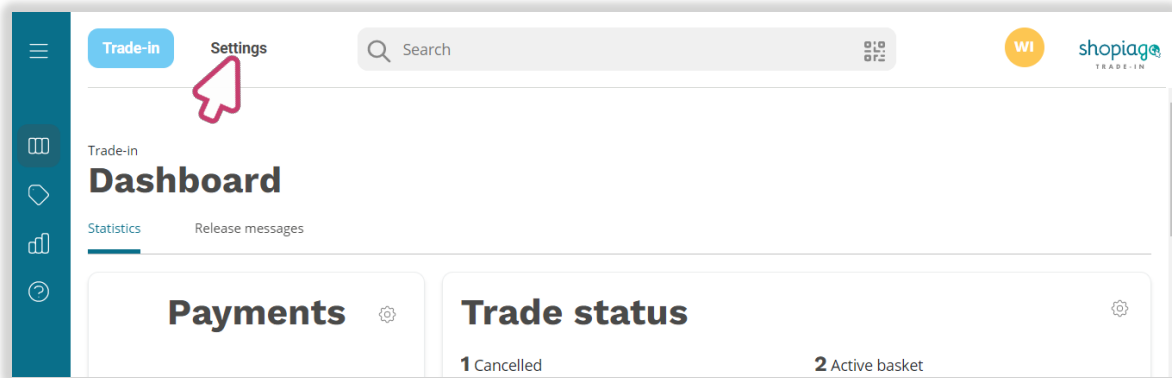 Trade-in Settings Search WI shopiago
TRADE-IN
Trade-in
Dashboard
Statistics Release messages
Payments Trade status
1 Cancelled 2 Active basket